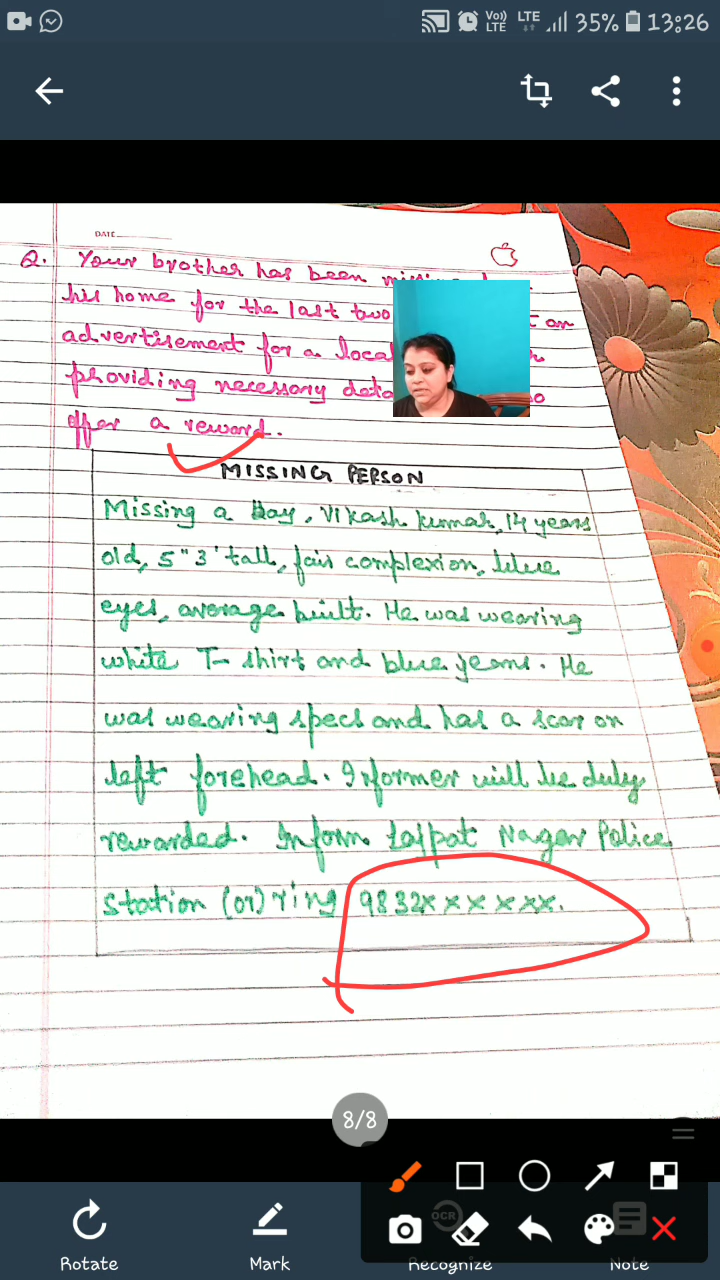 35% 13:26
Vo)) LTE LTE
DATE
Q. Your brother has been
his home for the last two
advertisement for a local
providing necessary
offer a reward.
MISSING PERSON
Missing a Boy, Vikash Kumar, 14 years
old, 5"3' tall, fair complexion, blue
eyes, average built. He was wearing
white T-shirt and blue jeans. He
was wearing specs and has a scar on
left forehead. Informer will be duly
rewarded. Inform Lajpat Nagar Police
station (or) ring 9832xxxxxx.
8/8
OCR
Rotate Mark Recognize Note